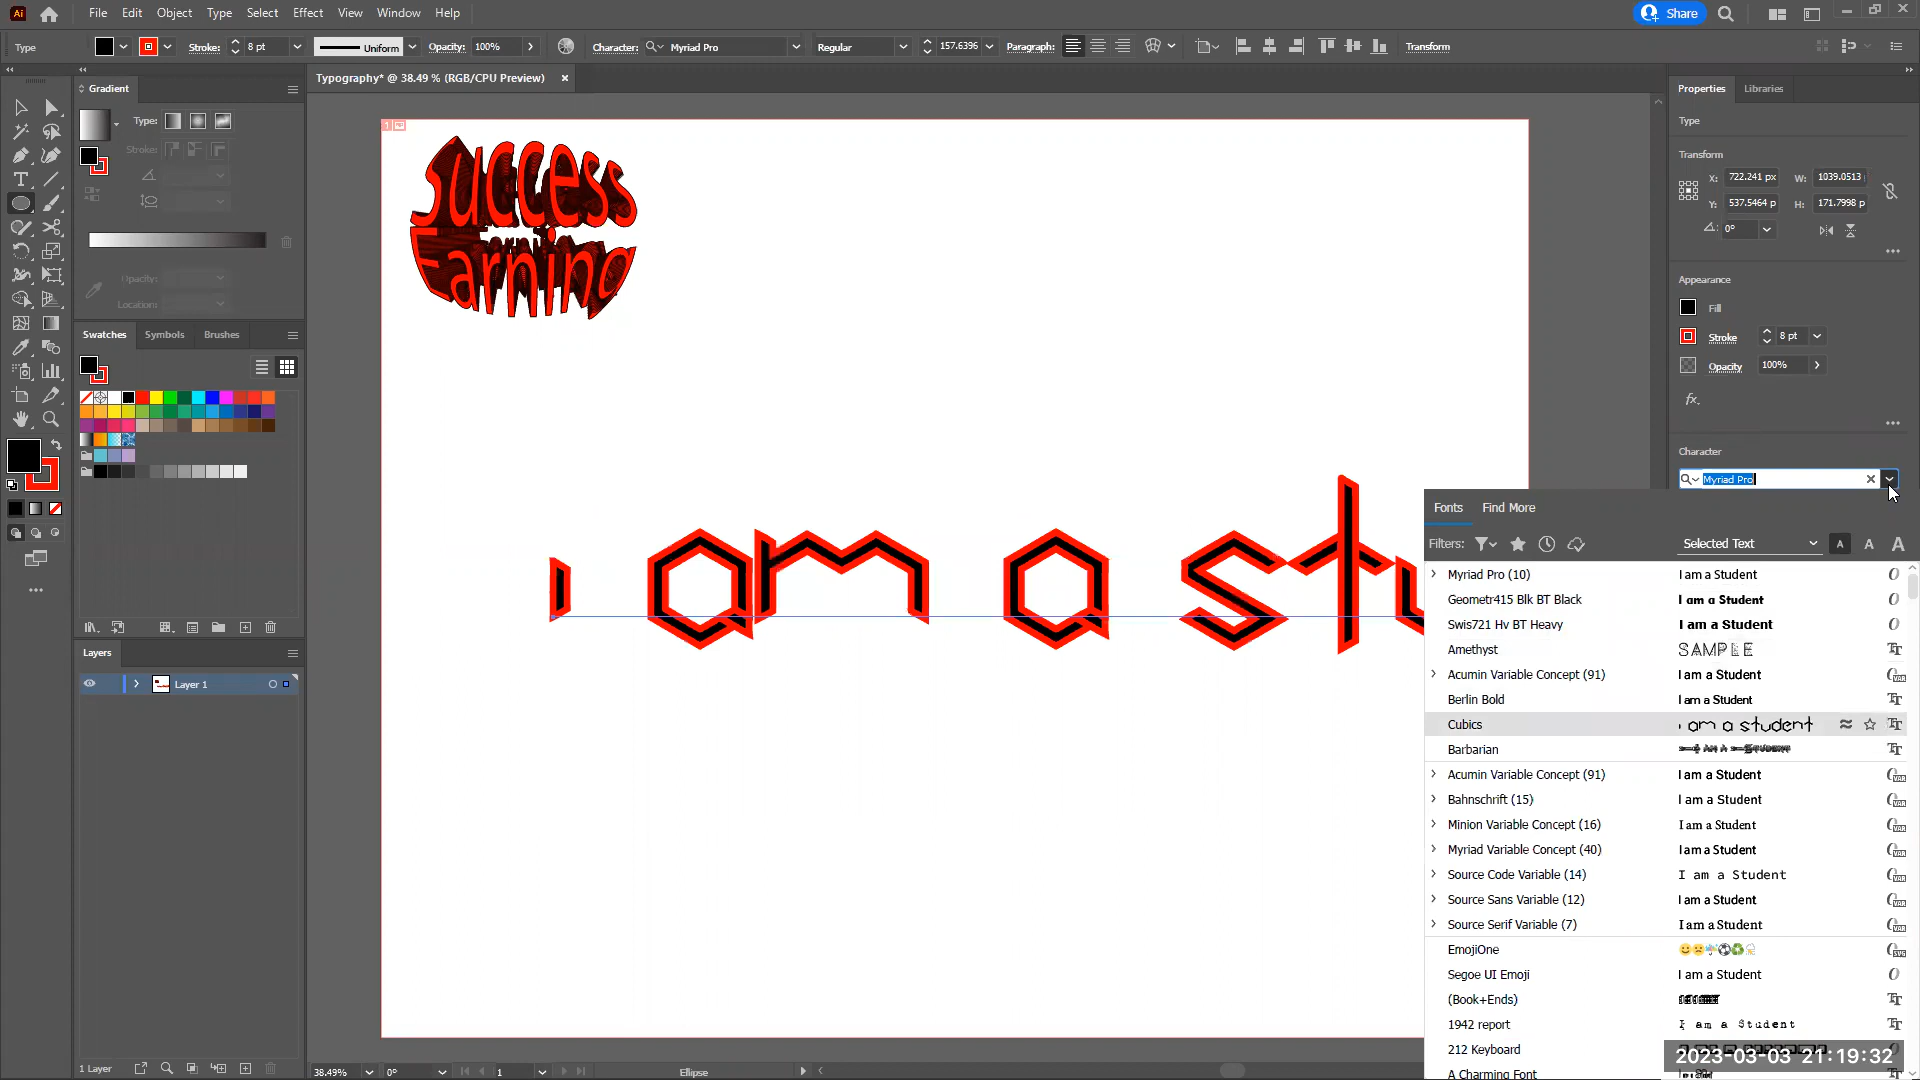 Ai File Edit Object Type Select Effect View Window Help Share
Type Stroke: 8 pt Uniform Opacity: 100% Character: Myriad Pro Regular 157.6396 Paragraph: Transform
Typography* @ 38.49 % (RGB/CPU Preview)
Gradient
Type:
Stroke:
Opacity:
Location:
Swatches Symbols Brushes
Layers
Layer 1
1 Layer
1
Success
Earning
i am a stu
Properties Libraries
Type
Transform
X: 722.241 px W: 1039.0513
Y: 537.5464 p H: 171.7998 p
0°
Appearance
Fill
Stroke 8 pt
Opacity 100%
fx.
Character
Myriad Pro
Fonts Find More
Filters: Selected Text A A A
Myriad Pro (10) I am a Student
Geometr415 Blk BT Black I am a Student
Swis721 Hv BT Heavy I am a Student
Amethyst SAMPLE
Acumin Variable Concept (91) I am a Student
Berlin Bold I am a Student
Cubics i am a student
Barbarian I am a Student
Acumin Variable Concept (91) I am a Student
Bahnschrift (15) I am a Student
Minion Variable Concept (16) I am a Student
Myriad Variable Concept (40) I am a Student
Source Code Variable (14) I am a Student
Source Sans Variable (12) I am a Student
Source Serif Variable (7) I am a Student
EmojiOne
Segoe UI Emoji I am a Student
(Book+Ends)
1942 report I am a Student
212 Keyboard
A Charming Font
2023-03-03 21:19:32
38.49% 0° 1 Ellipse